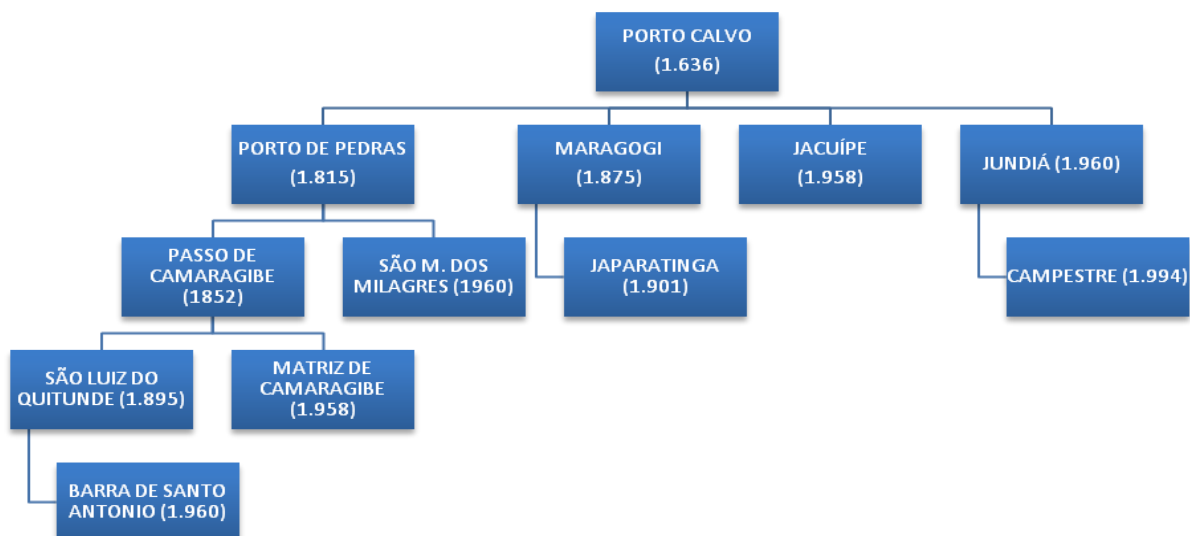 PORTO CALVO
(1.636)
PORTO DE PEDRAS
(1.815)
MARAGOGI
(1.875)
JACUÍPE
(1.958)
JUNDIÁ (1.960)
PASSO DE
CAMARAGIBE
(1852)
SÃO M. DOS
MILAGRES (1960)
JAPARATINGA
(1.901)
CAMPESTRE (1.994)
SÃO LUIZ DO
QUITUNDE (1.895)
MATRIZ DE
CAMARAGIBE
(1.958)
BARRA DE SANTO
ANTONIO (1.960)